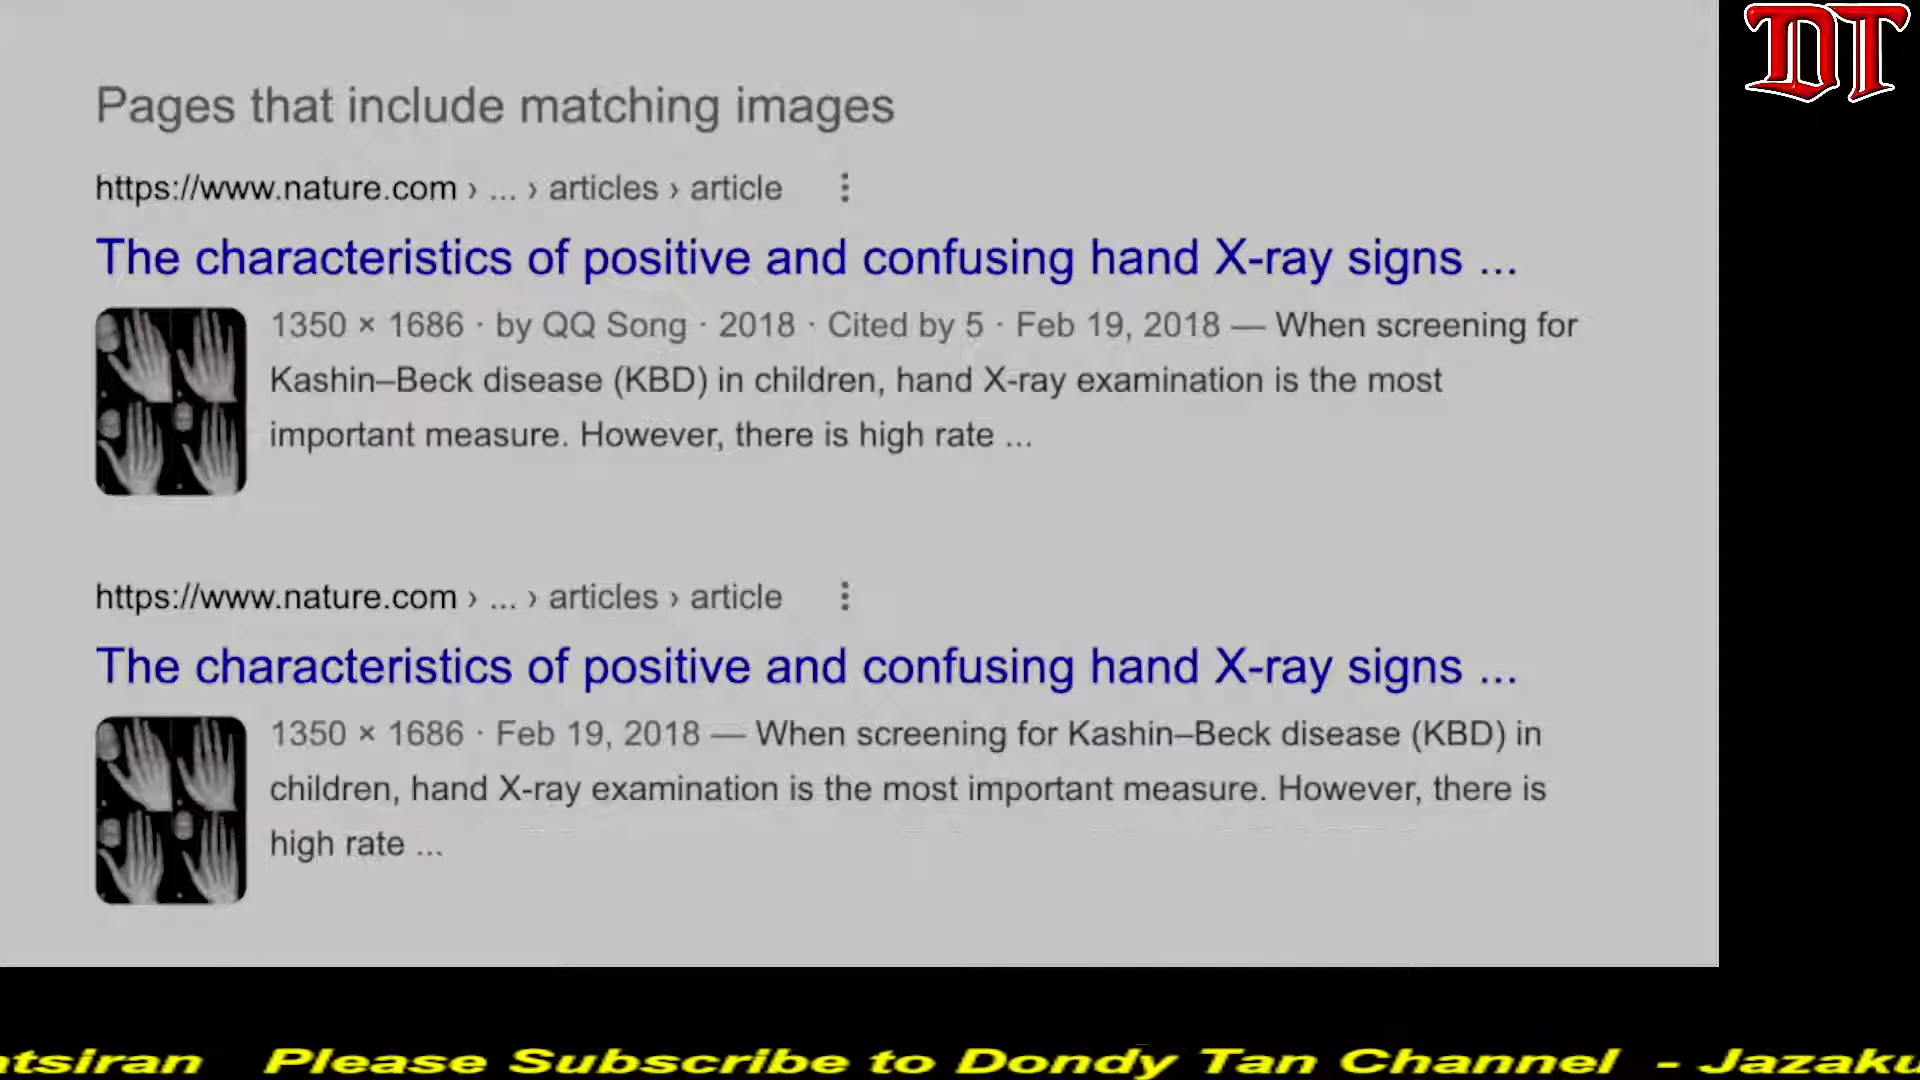 DT
Pages that include matching images
https://www.nature.com › ... › articles › article
The characteristics of positive and confusing hand X-ray signs ...
1350 × 1686 · by QQ Song · 2018 · Cited by 5 · Feb 19, 2018 — When screening for
Kashin–Beck disease (KBD) in children, hand X-ray examination is the most
important measure. However, there is high rate ...
https://www.nature.com › ... › articles › article
The characteristics of positive and confusing hand X-ray signs ...
1350 × 1686 · Feb 19, 2018 — When screening for Kashin–Beck disease (KBD) in
children, hand X-ray examination is the most important measure. However, there is
high rate ...
atsiran Please Subscribe to Dondy Tan Channel - Jazaku